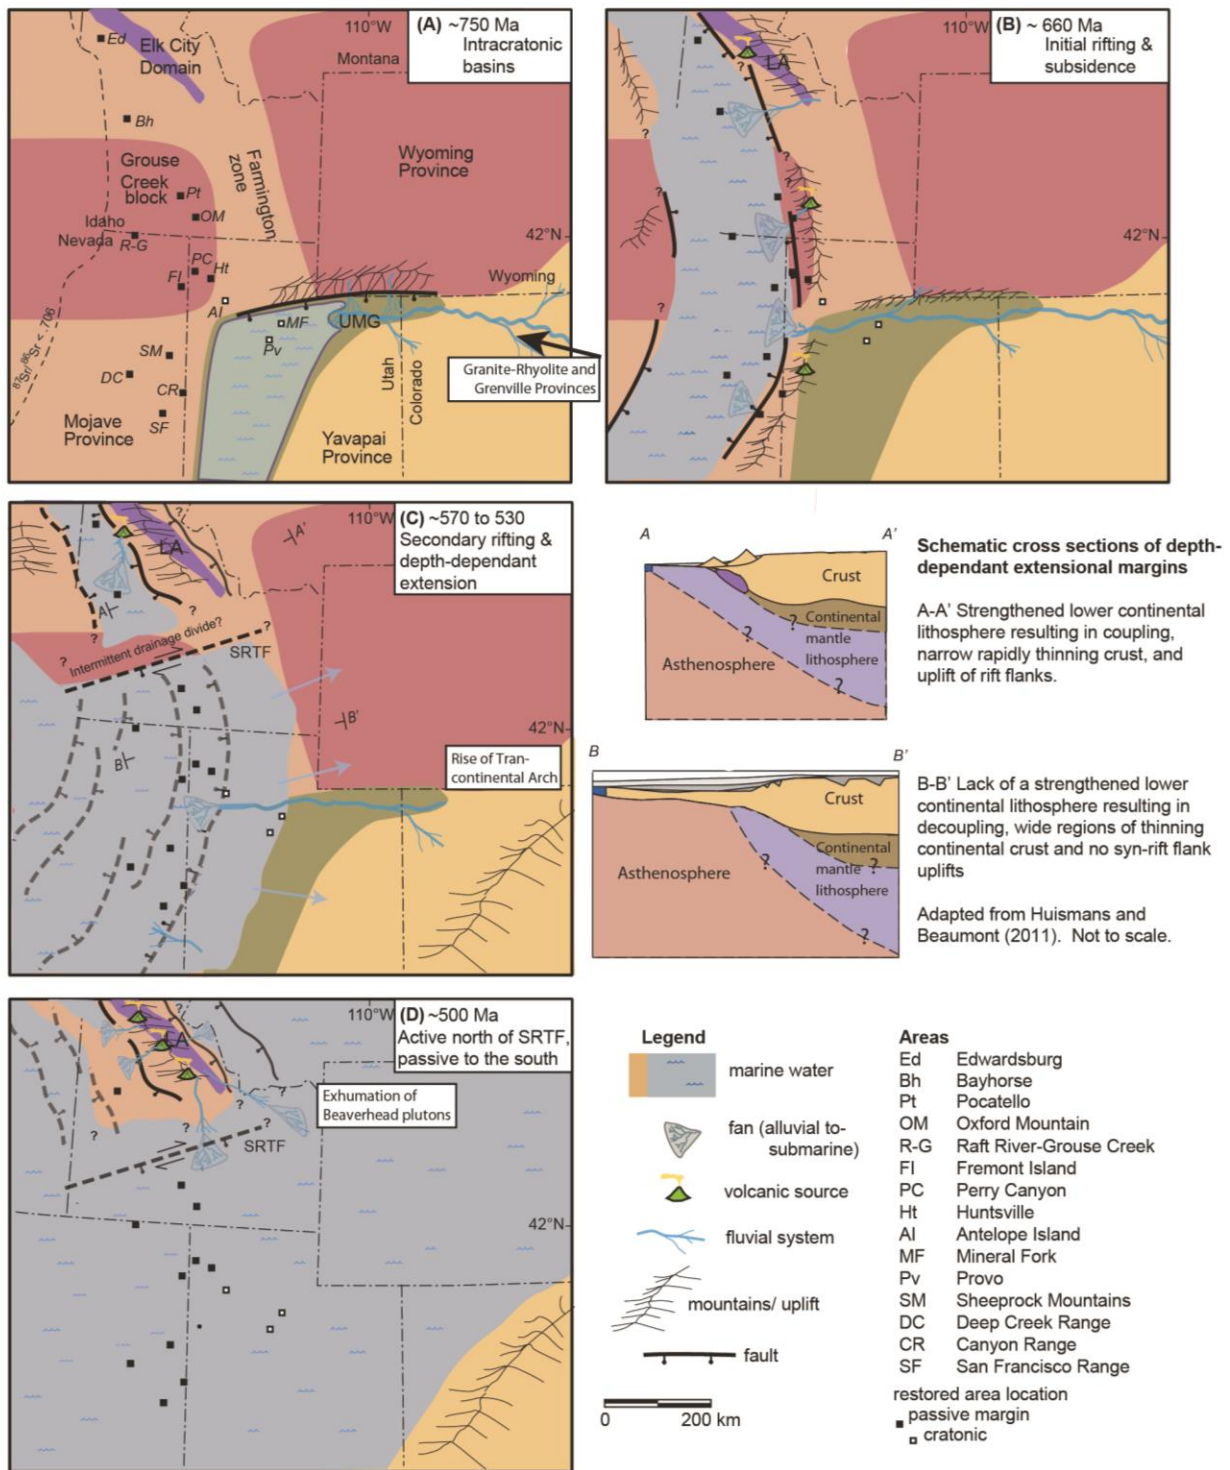 (A) ~750 Ma
Intracratonic
basins
110°W
Ed
Elk City
Domain
Montana
Bh
Grouse
Creek
block
Farmington
zone
Wyoming
Province
Pt
OM
Idaho
Nevada
R-G
42°N
PC
Ht
FI
Wyoming
AI
MF
UMG
Pv
87Sr/86Sr < .706
SM
DC
CR
SF
Utah
Colorado
Granite-Rhyolite and
Grenville Provinces
Mojave
Province
Yavapai
Province
110°W
(B) ~ 660 Ma
Initial rifting &
subsidence
LA
?
?
?
?
?
?
?
?
42°N
110°W
(C) ~570 to 530
Secondary rifting &
depth-dependant
extension
LA
A'
A
?
?
?
?
?
Intermittent drainage divide?
SRTF
B'
B
42°N
Rise of Tran-
continental Arch
A
A'
Crust
Continental
mantle
lithosphere
Asthenosphere
?
?
?
Schematic cross sections of depth-
dependant extensional margins
A-A' Strengthened lower continental
lithosphere resulting in coupling,
narrow rapidly thinning crust, and
uplift of rift flanks.
B
B'
Crust
Continental
mantle
lithosphere
Asthenosphere
?
?
?
B-B' Lack of a strengthened lower
continental lithosphere resulting in
decoupling, wide regions of thinning
continental crust and no syn-rift flank
uplifts
Adapted from Huismans and
Beaumont (2011). Not to scale.
110°W
(D) ~500 Ma
Active north of SRTF,
passive to the south
LA
?
?
?
?
?
?
Exhumation of
Beaverhead plutons
SRTF
42°N
Legend
marine water
fan (alluvial to-
submarine)
volcanic source
fluvial system
mountains/ uplift
fault
0
200 km
Areas
Ed Edwardsburg
Bh Bayhorse
Pt Pocatello
OM Oxford Mountain
R-G Raft River-Grouse Creek
FI Fremont Island
PC Perry Canyon
Ht Huntsville
AI Antelope Island
MF Mineral Fork
Pv Provo
SM Sheeprock Mountains
DC Deep Creek Range
CR Canyon Range
SF San Francisco Range
restored area location
passive margin
cratonic